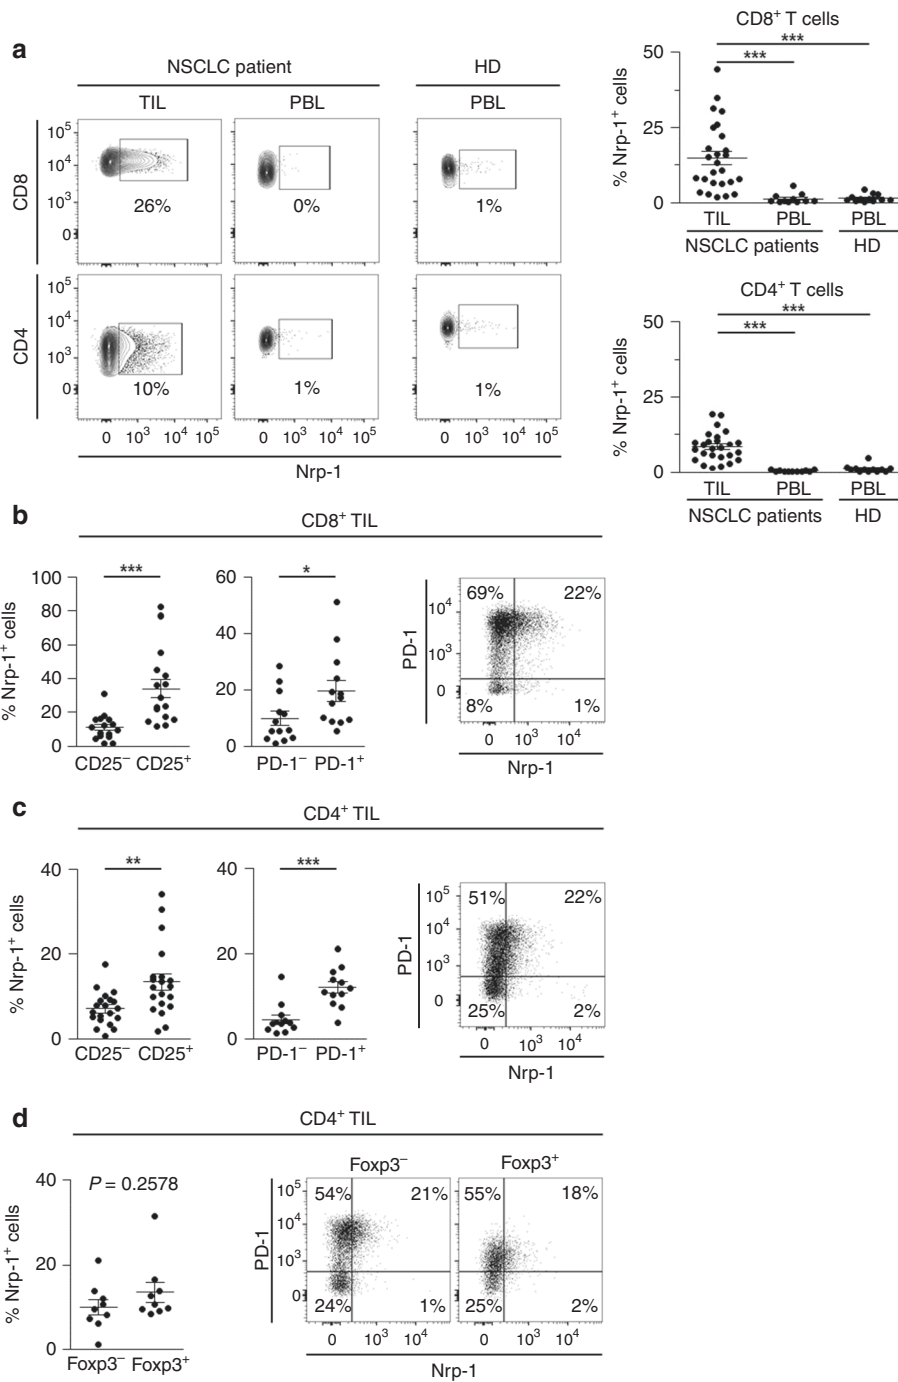 a
NSCLC patient
HD
TIL
PBL
PBL
CD8
10⁵
10⁴
10³
0
26%
0%
1%
CD4
10⁵
10⁴
10³
0
10%
1%
1%
0 10³ 10⁴ 10⁵
0 10³ 10⁴ 10⁵
0 10³ 10⁴ 10⁵
Nrp-1
CD8⁺ T cells
***
***
% Nrp-1⁺ cells
50
25
0
TIL PBL PBL
NSCLC patients HD
CD4⁺ T cells
***
***
% Nrp-1⁺ cells
50
25
0
TIL PBL PBL
NSCLC patients HD
b
CD8⁺ TIL
% Nrp-1⁺ cells
100
80
60
40
20
0
***
CD25⁻ CD25⁺
60
40
20
0
*
PD-1⁻ PD-1⁺
PD-1
10⁴
10³
0
69% 22%
8% 1%
0 10³ 10⁴
Nrp-1
c
CD4⁺ TIL
% Nrp-1⁺ cells
40
20
0
**
CD25⁻ CD25⁺
40
20
0
***
PD-1⁻ PD-1⁺
PD-1
10⁵
10⁴
10³
0
51% 22%
25% 2%
0 10³ 10⁴
Nrp-1
d
CD4⁺ TIL
% Nrp-1⁺ cells
40
20
0
P = 0.2578
Foxp3⁻ Foxp3⁺
Foxp3⁻ Foxp3⁺
PD-1
10⁵
10⁴
10³
0
54% 21%
24% 1%
55% 18%
25% 2%
0 10³ 10⁴
0 10³ 10⁴
Nrp-1